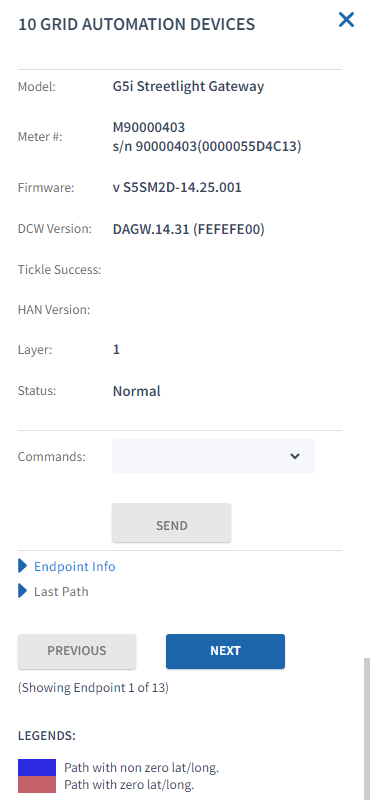 10 GRID AUTOMATION DEVICES
Model: G5i Streetlight Gateway
Meter #: M90000403
s/n 90000403(0000055D4C13)
Firmware: v S5SM2D-14.25.001
DCW Version: DAGW.14.31 (FEFEFE00)
Tickle Success:
HAN Version:
Layer: 1
Status: Normal
Commands:
SEND
Endpoint Info
Last Path
PREVIOUS NEXT
(Showing Endpoint 1 of 13)
LEGENDS:
Path with non zero lat/long.
Path with zero lat/long.